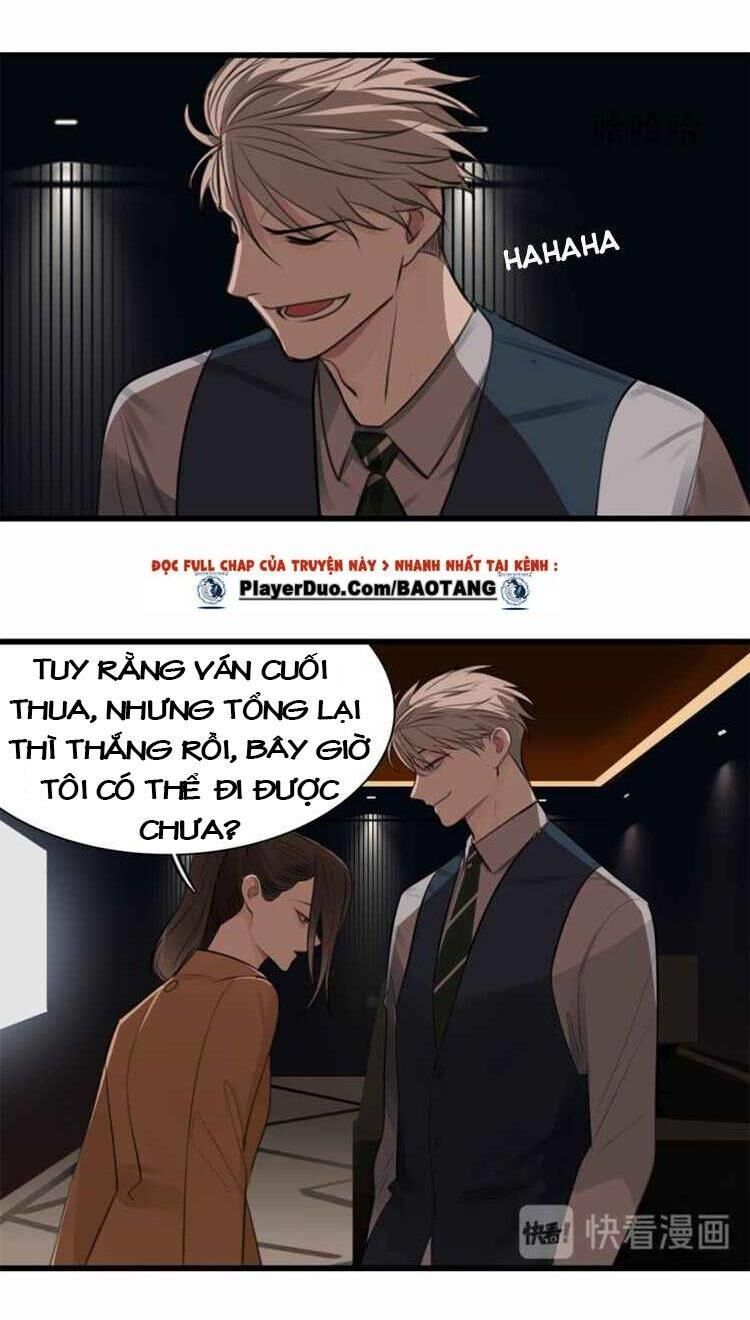 哈哈哈
HAHAHA
ĐỌC FULL CHAP CỦA TRUYỆN NÀY > NHANH NHẤT TẠI KÊNH :
PlayerDuo.Com/BAOTANG
TUY RẰNG VÁN CUỐI
THUA, NHƯNG TỔNG LẠI
THÌ THẮNG RỒI, BÂY GIỜ
TÔI CÓ THỂ ĐI ĐƯỢC
CHƯA?
快看! 快看漫画